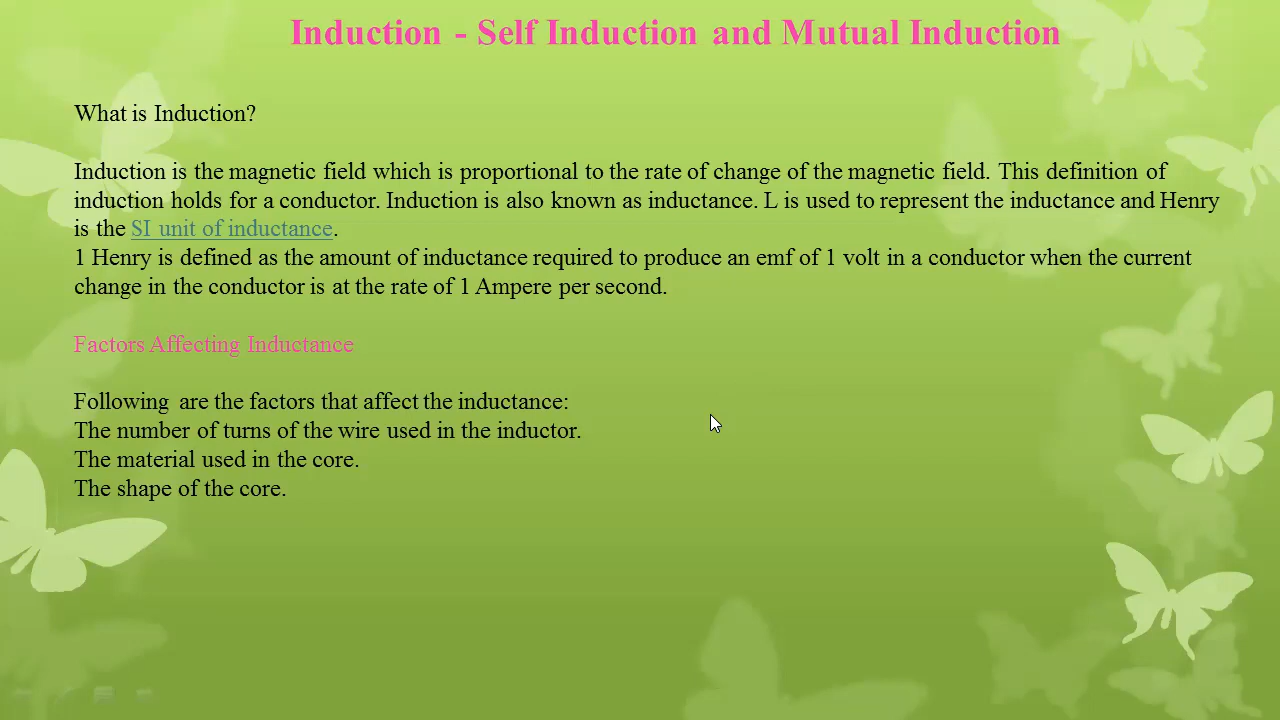 Induction - Self Induction and Mutual Induction
What is Induction?
Induction is the magnetic field which is proportional to the rate of change of the magnetic field. This definition of
induction holds for a conductor. Induction is also known as inductance. L is used to represent the inductance and Henry
is the SI unit of inductance.
1 Henry is defined as the amount of inductance required to produce an emf of 1 volt in a conductor when the current
change in the conductor is at the rate of 1 Ampere per second.
Factors Affecting Inductance
Following are the factors that affect the inductance:
The number of turns of the wire used in the inductor.
The material used in the core.
The shape of the core.